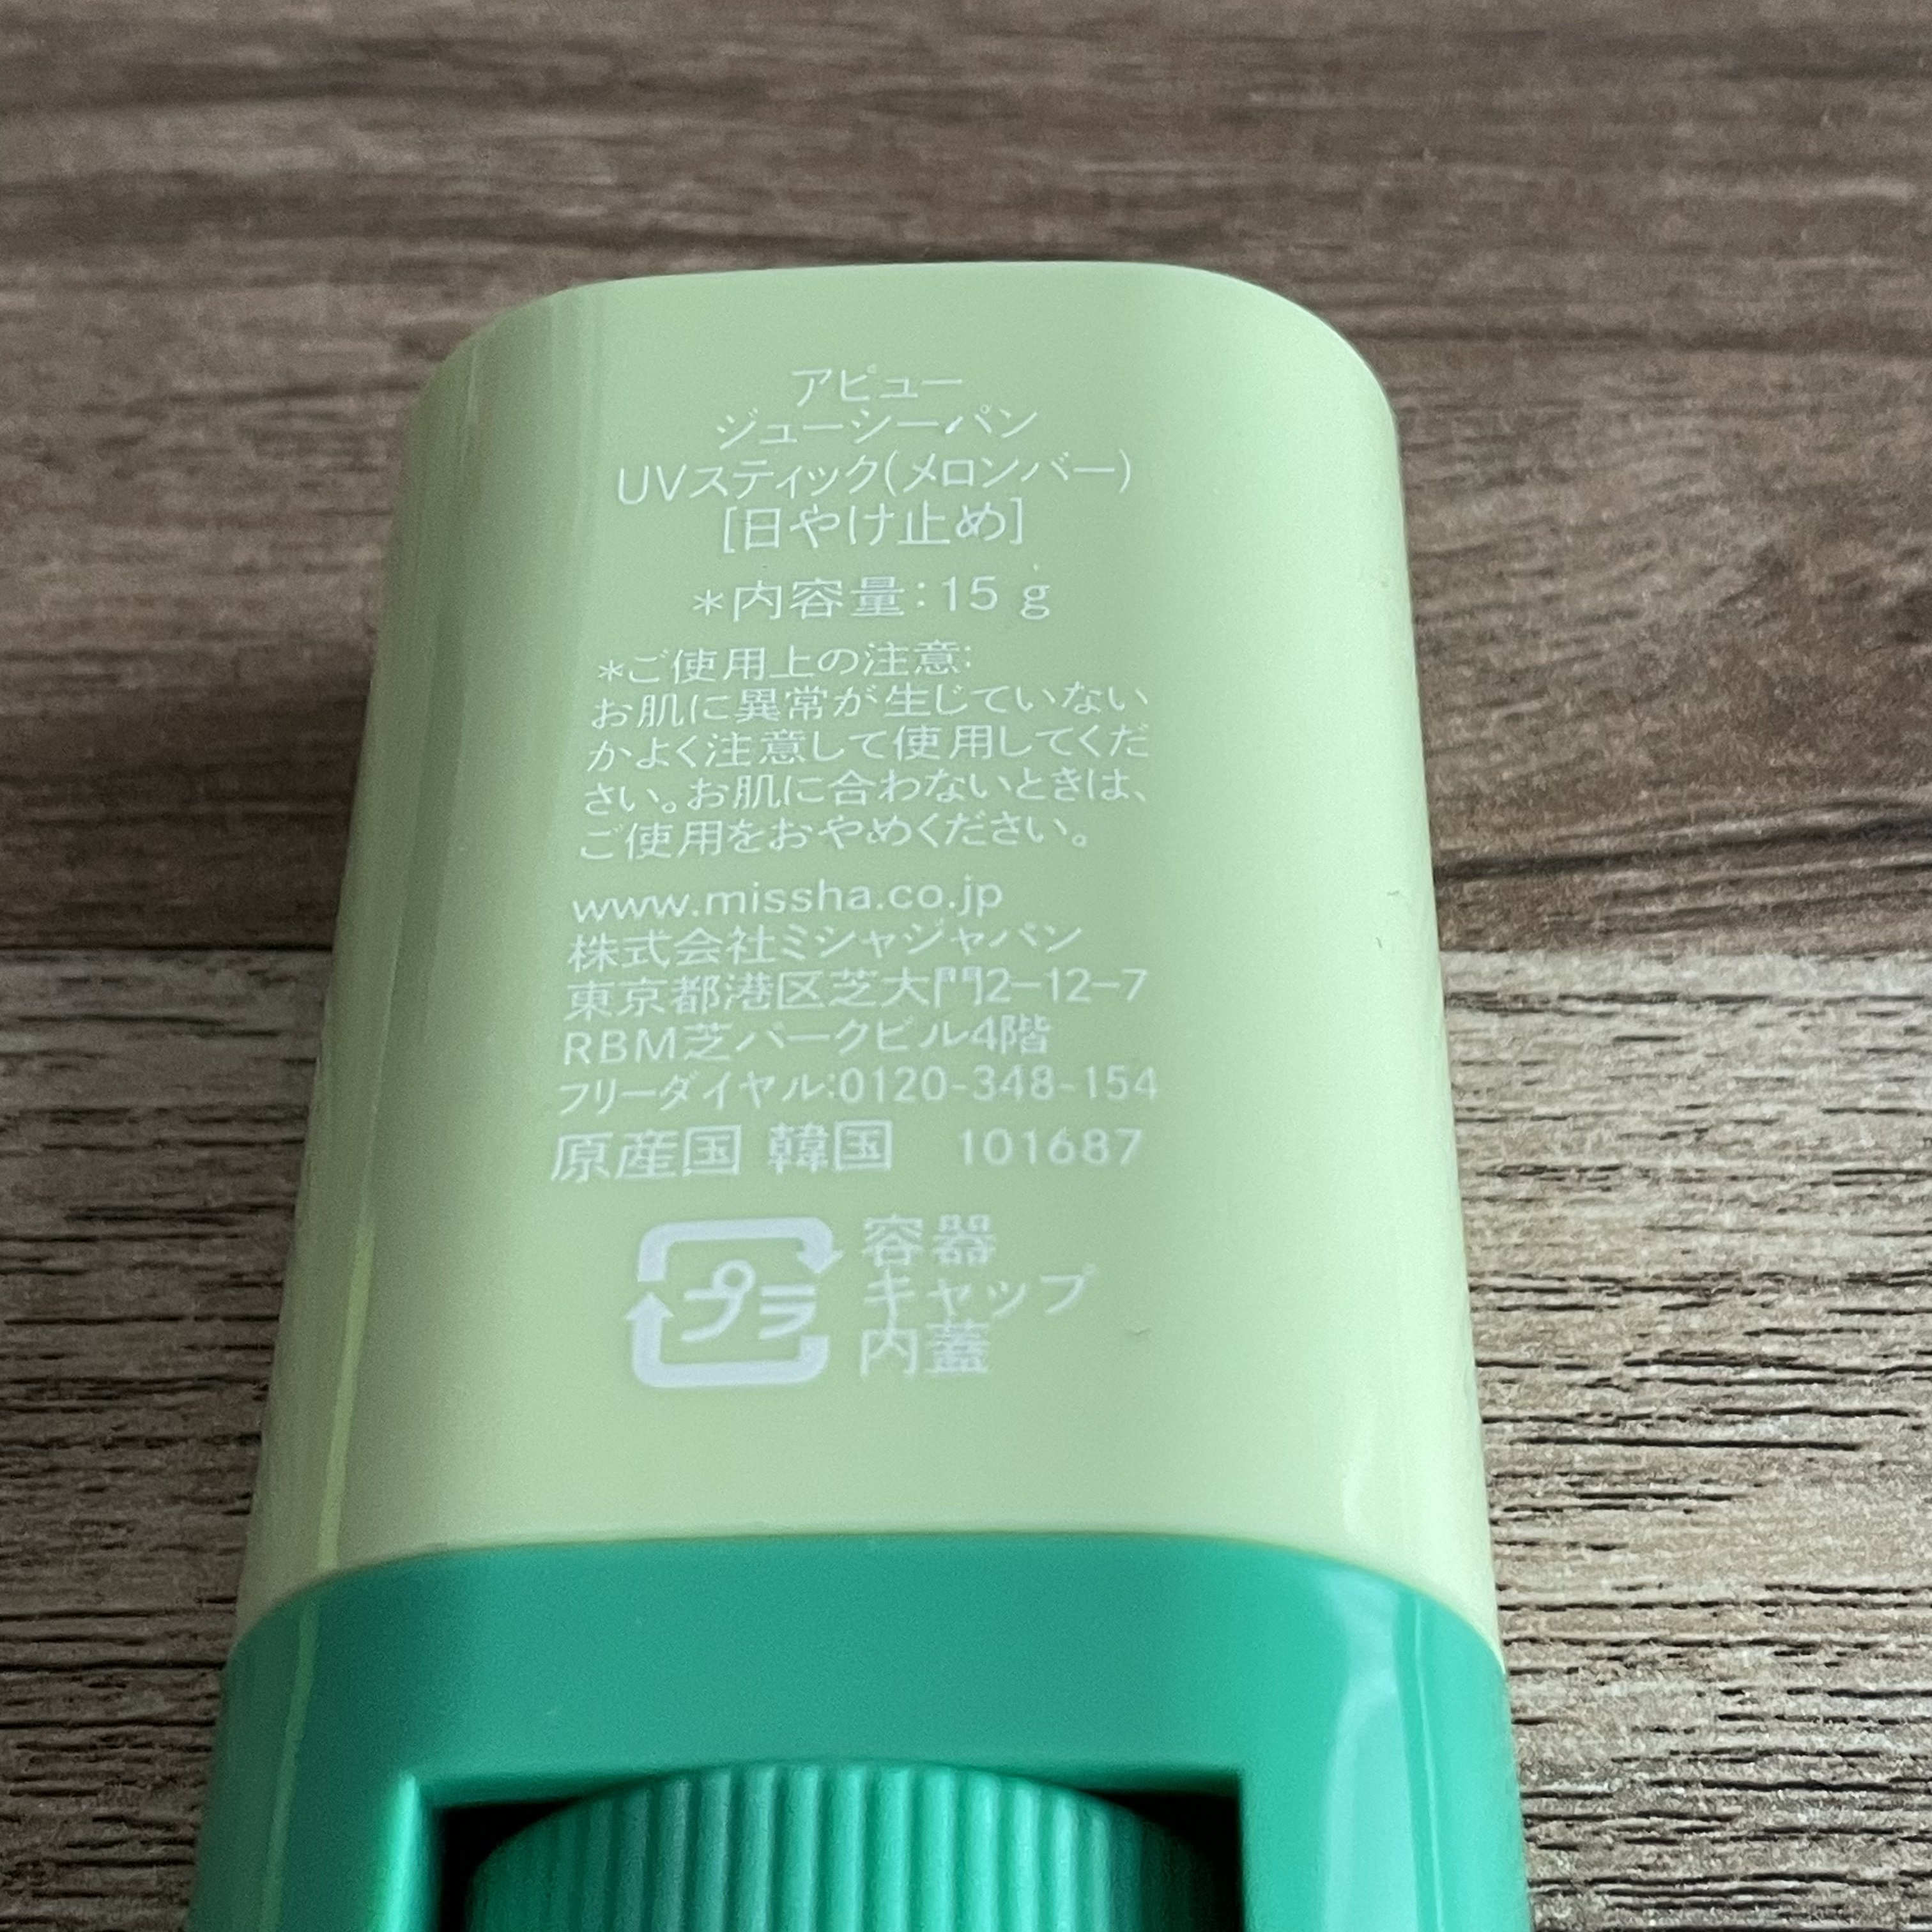 アピュー
ジューシーパン
UVスティック(メロンバー)
[日やけ止め]
*内容量:15 g
*ご使用上の注意:
お肌に異常が生じていない
かよく注意して使用してくだ
さい。お肌に合わないときは、
ご使用をおやめください。
www.missha.co.jp
株式会社ミシャジャパン
東京都港区芝大門2-12-7
RBM芝パークビル4階
フリーダイヤル:0120-348-154
原産国 韓国 101687
プラ 容器
キャップ
内蓋